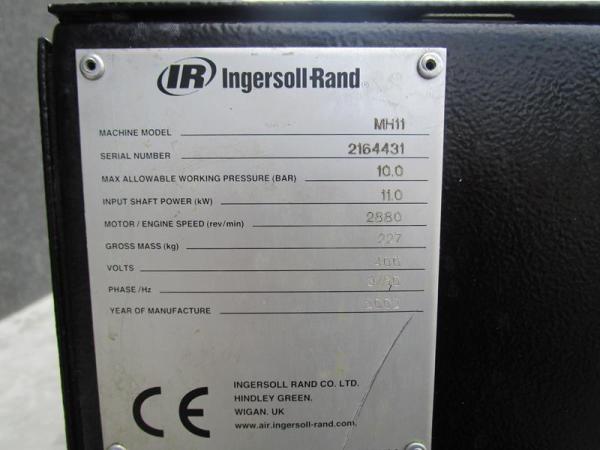 IR Ingersoll-Rand
MACHINE MODEL MH11
SERIAL NUMBER 2164431
MAX ALLOWABLE WORKING PRESSURE (BAR) 10.0
INPUT SHAFT POWER (kW) 11.0
MOTOR / ENGINE SPEED (rev/min) 2880
GROSS MASS (kg) 227
VOLTS
PHASE /Hz
YEAR OF MANUFACTURE
CE
INGERSOLL RAND CO. LTD.
HINDLEY GREEN.
WIGAN. UK
www.air.ingersoll-rand.com.